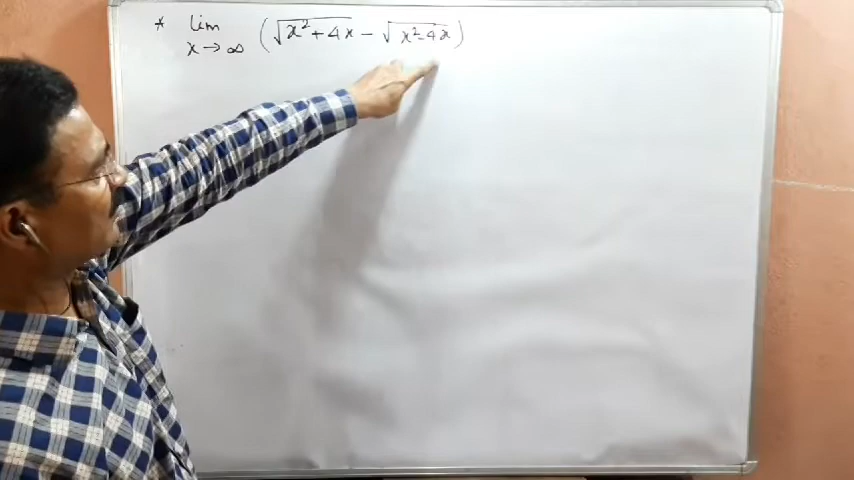 * lim x→∞ (√(x²+4x) - √(x²-4x))